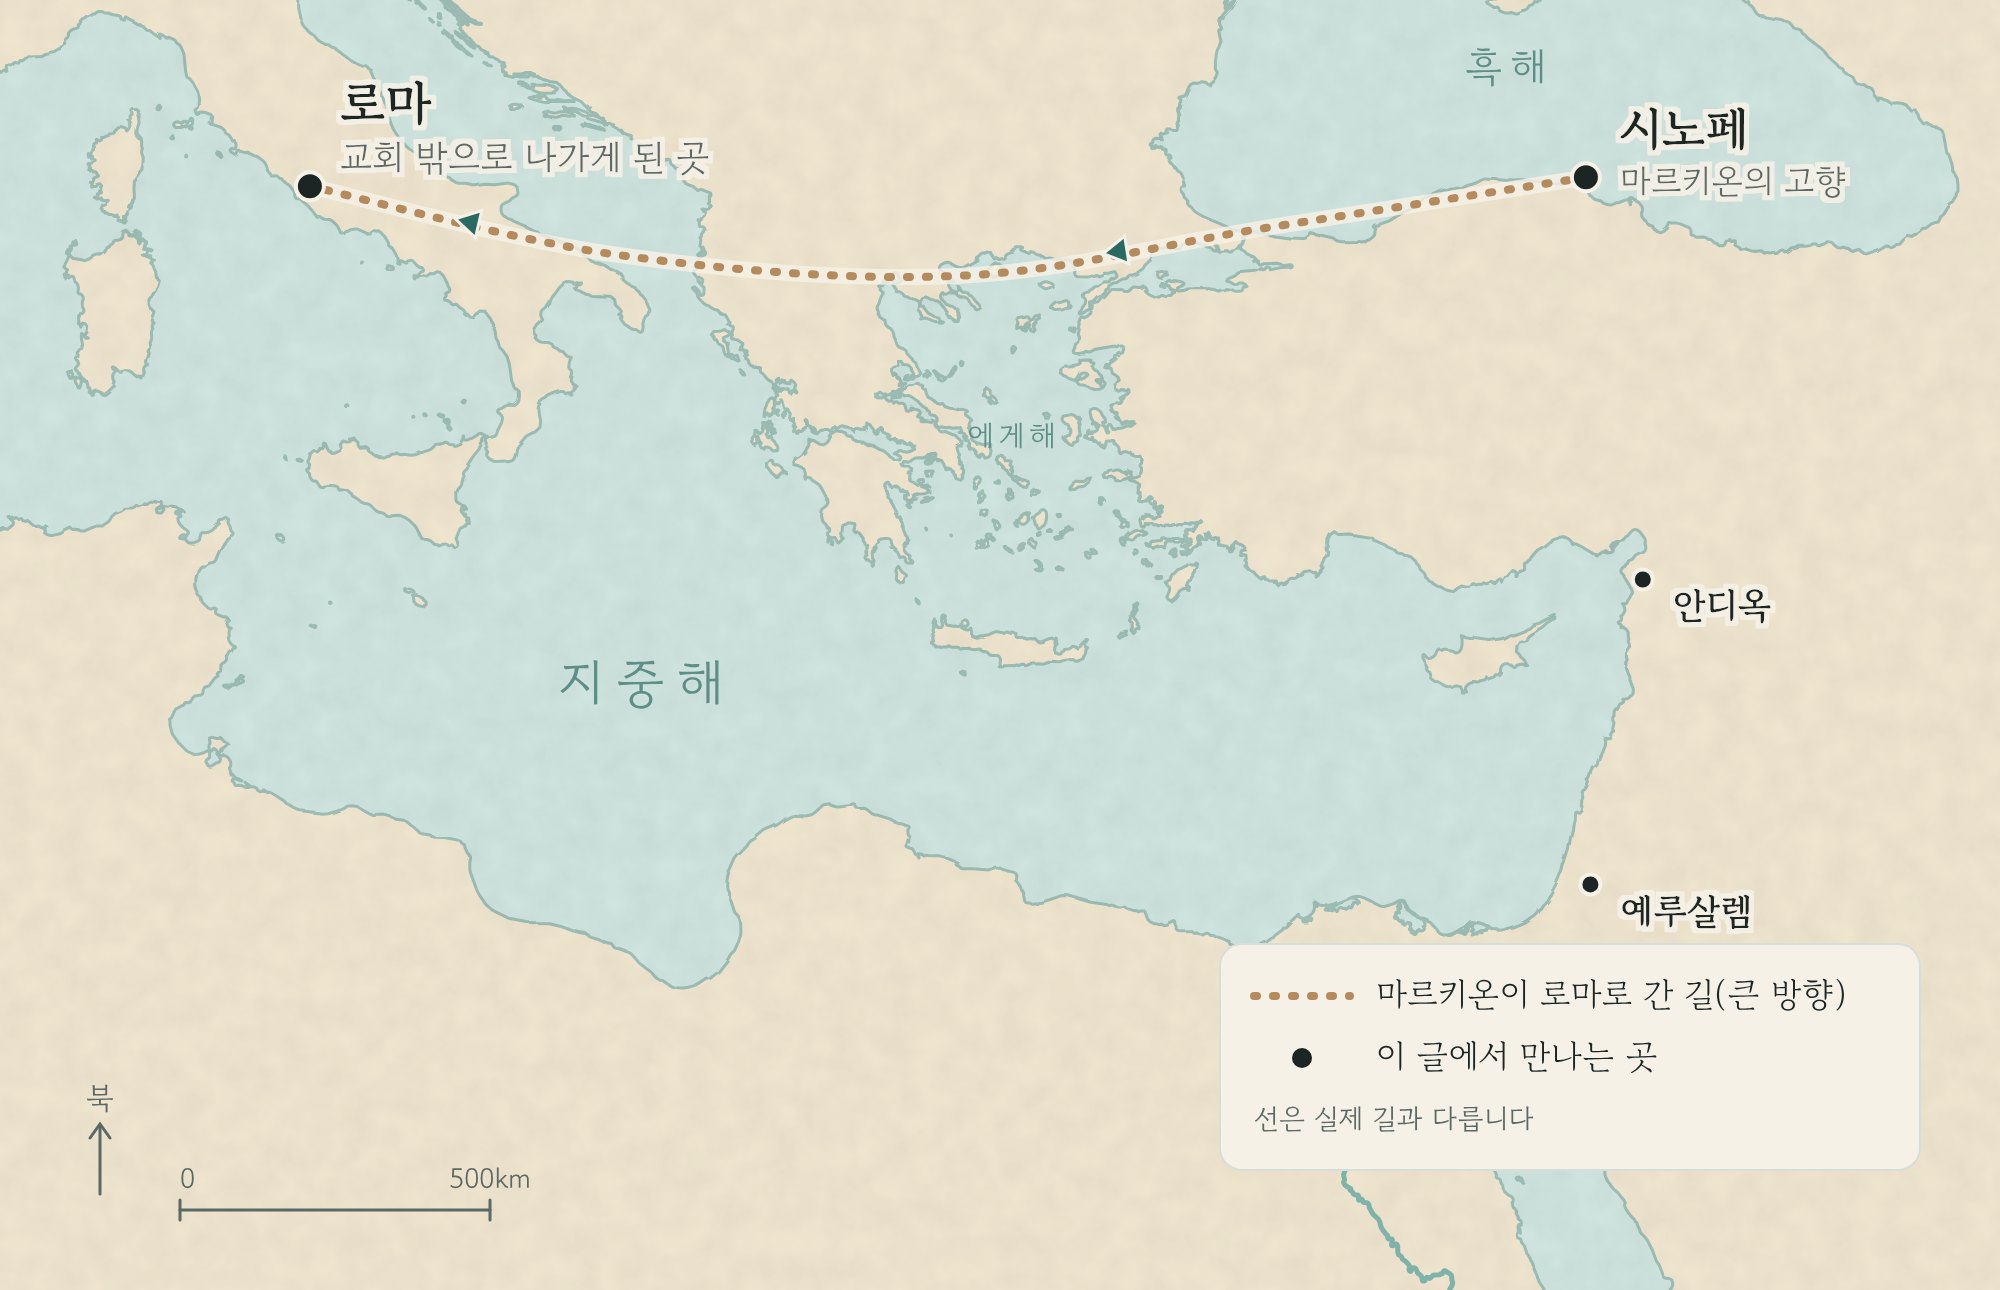 흑해
로마
교회 밖으로 나가게 된 곳
시노페
마르키온의 고향
에게해
안디옥
지중해
예루살렘
마르키온이 로마로 간 길(큰 방향)
이 글에서 만나는 곳
선은 실제 길과 다릅니다
북
0 500km